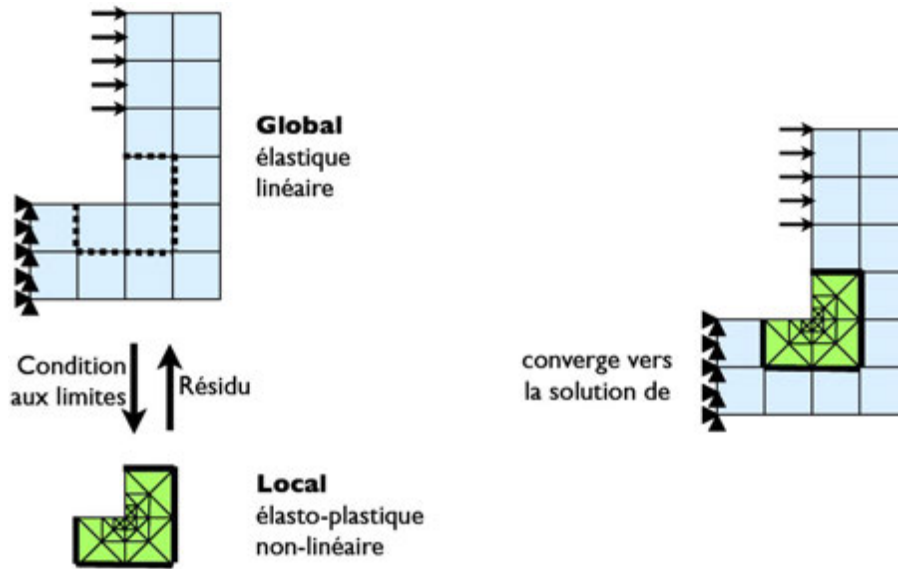 Global
élastique
linéaire
Condition
aux limites
Résidu
converge vers
la solution de
Local
élasto-plastique
non-linéaire